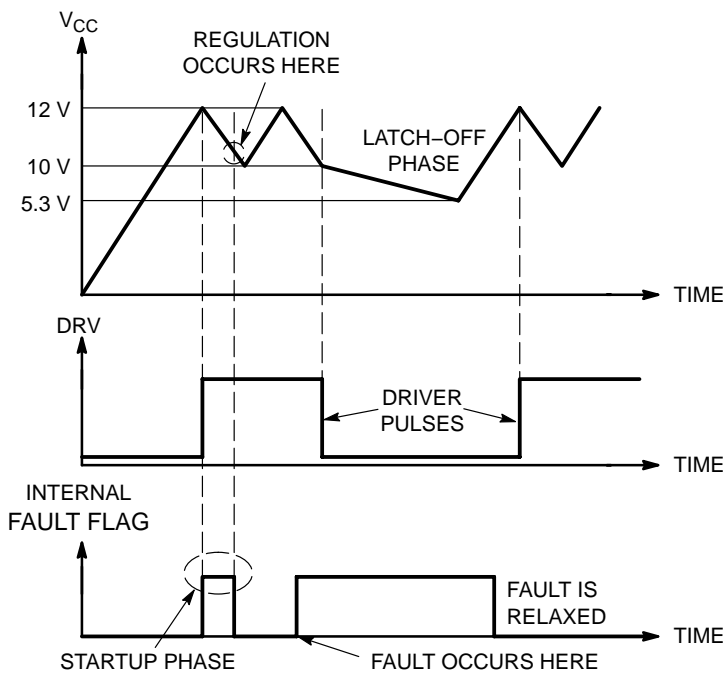 VCC
REGULATION
OCCURS HERE
12 V
10 V
5.3 V
LATCH–OFF
PHASE
TIME
DRV
DRIVER
PULSES
TIME
INTERNAL
FAULT FLAG
FAULT IS
RELAXED
TIME
STARTUP PHASE
FAULT OCCURS HERE